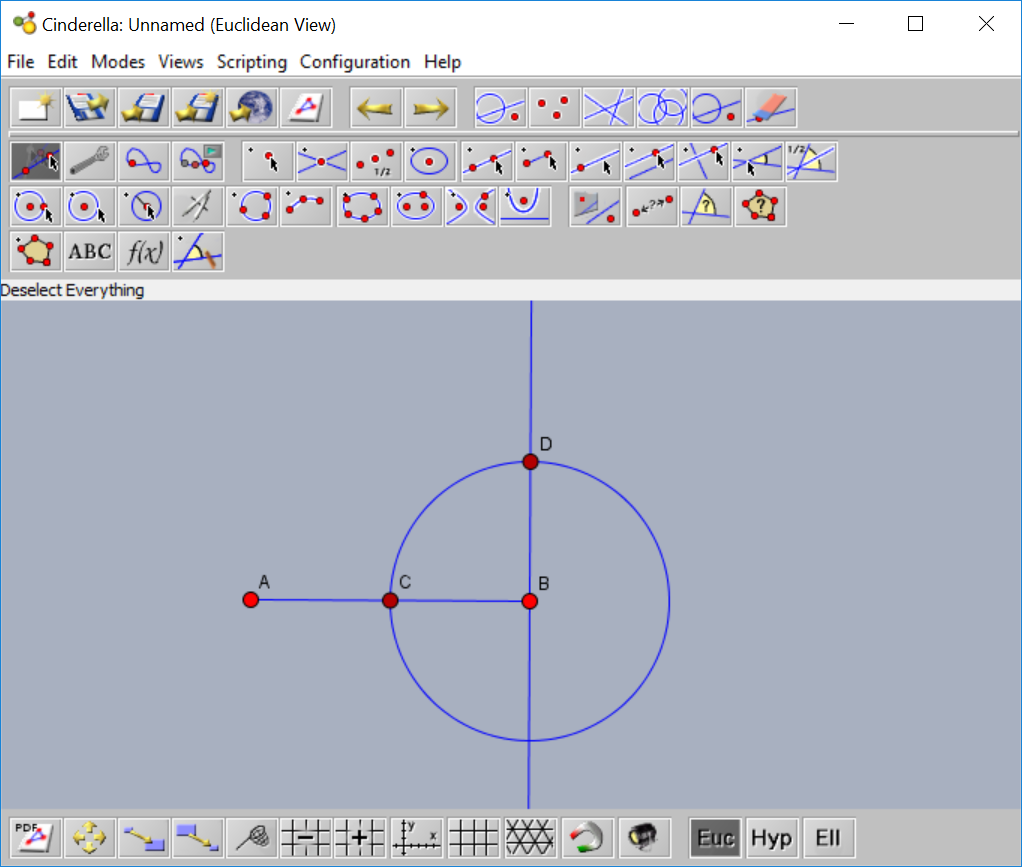 Cinderella: Unnamed (Euclidean View)
File Edit Modes Views Scripting Configuration Help
1/2
1/2
? ? ?
ABC f(x)
Deselect Everything
D
A C B
PDF y x Euc Hyp Ell